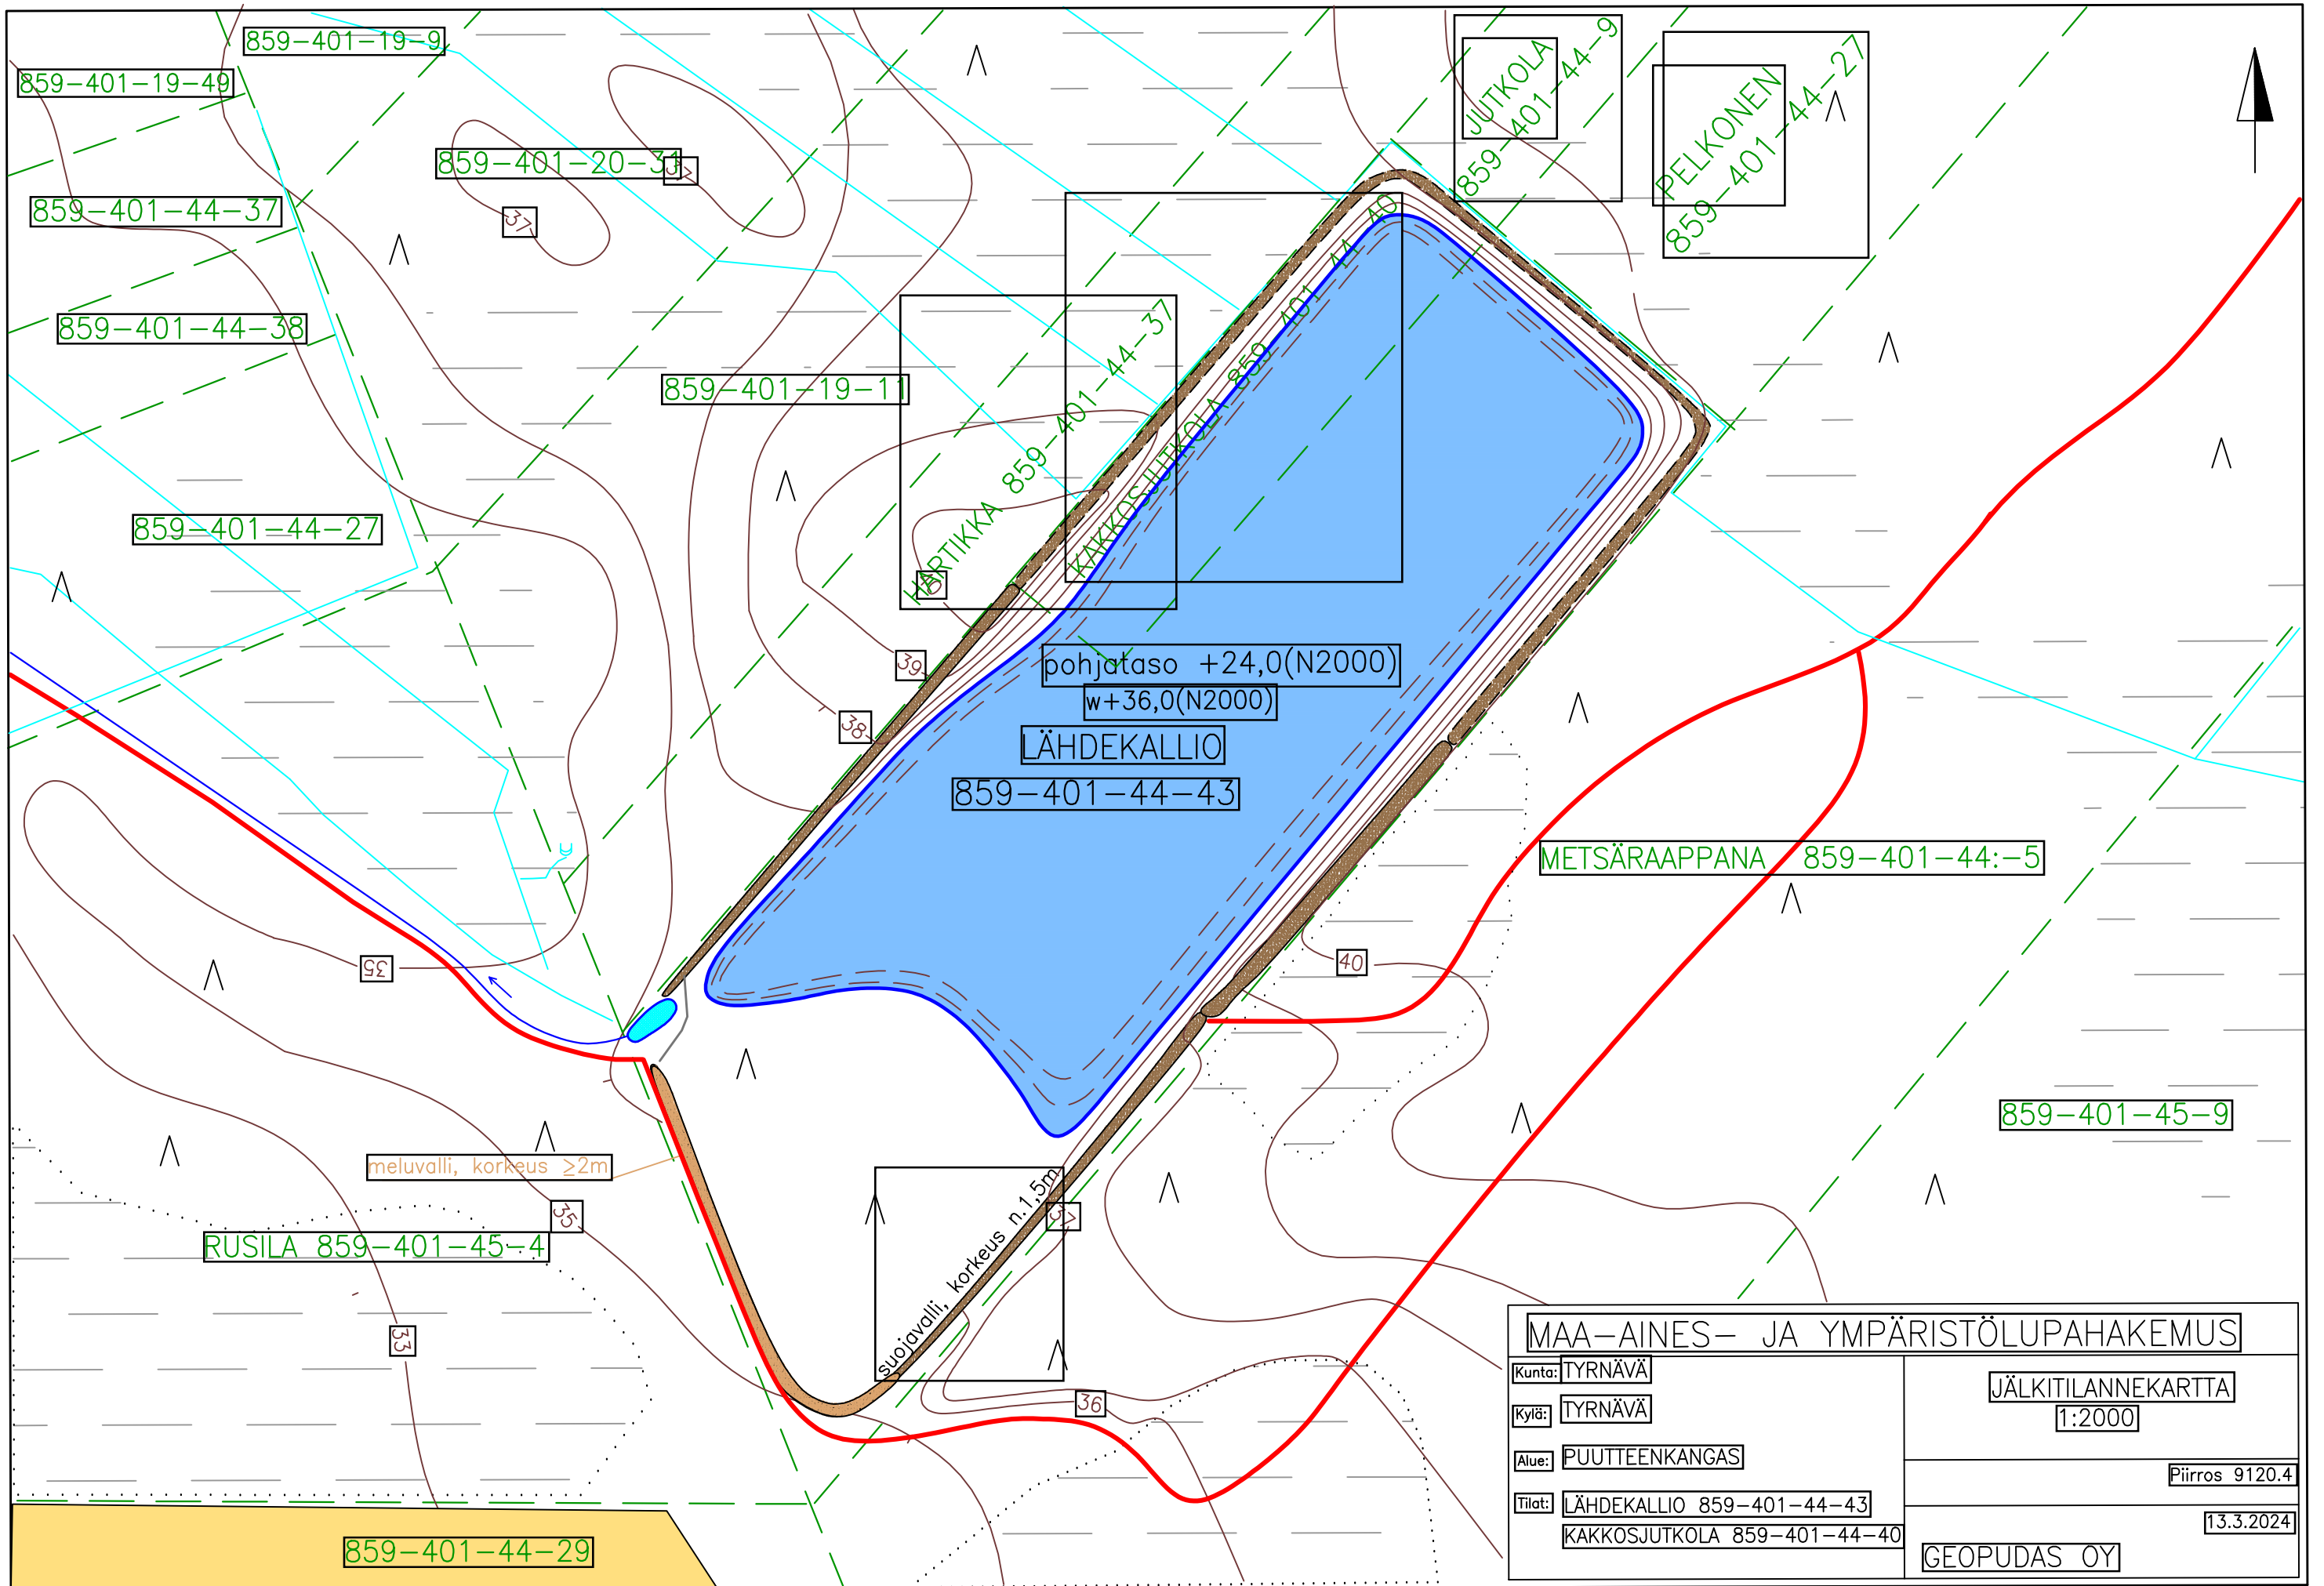 859-401-19-9
859-401-19-49
JUTKOLA
859-401-44-9
PELKONEN
859-401-44-27
859-401-20-31
37
37
859-401-44-37
859-401-44-38
859-401-19-11
HARTIKKA 859-401-44-37
KAKKOSJUTKOLA 859-401-44-40
859-401-44-27
39
38
pohjataso +24,0(N2000)
w+36,0(N2000)
LÄHDEKALLIO
859-401-44-43
METSÄRAAPPANA 859-401-44:-5
35
40
859-401-45-9
meluvalli, korkeus ≥2m
suojavalli, korkeus n.1,5m
37
35
RUSILA 859-401-45-4
33
36
859-401-44-29
MAA-AINES- JA YMPÄRISTÖLUPAHAKEMUS
Kunta: TYRNÄVÄ
Kylä: TYRNÄVÄ
Alue: PUUTTEENKANGAS
Tilat: LÄHDEKALLIO 859-401-44-43
KAKKOSJUTKOLA 859-401-44-40
JÄLKITILANNEKARTTA
1:2000
Piirros 9120.4
13.3.2024
GEOPUDAS OY